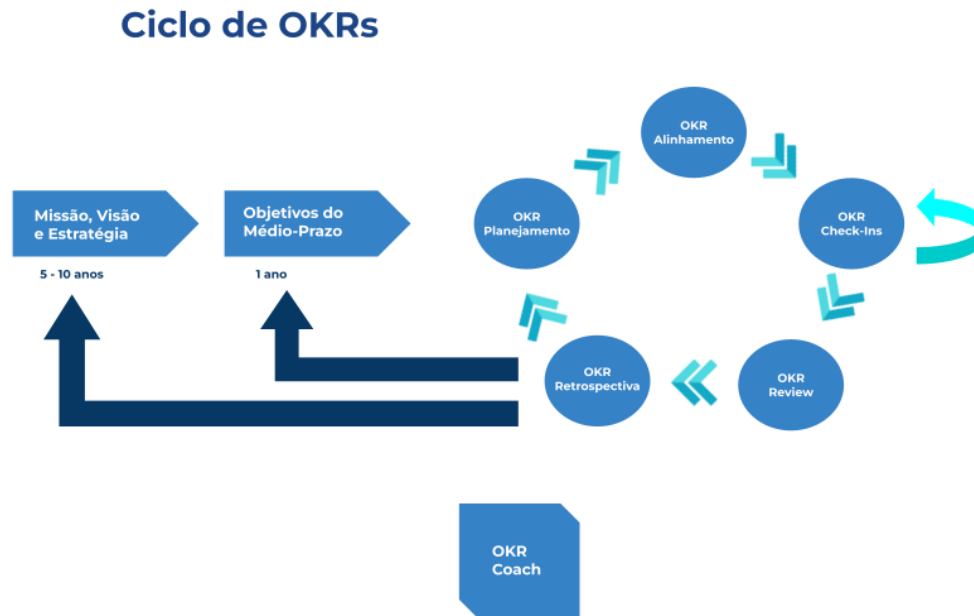 Ciclo de OKRs
Missão, Visão
e Estratégia
5 - 10 anos
Objetivos do
Médio-Prazo
1 ano
OKR
Planejamento
OKR
Alinhamento
OKR
Check-Ins
OKR
Review
OKR
Retrospectiva
OKR
Coach